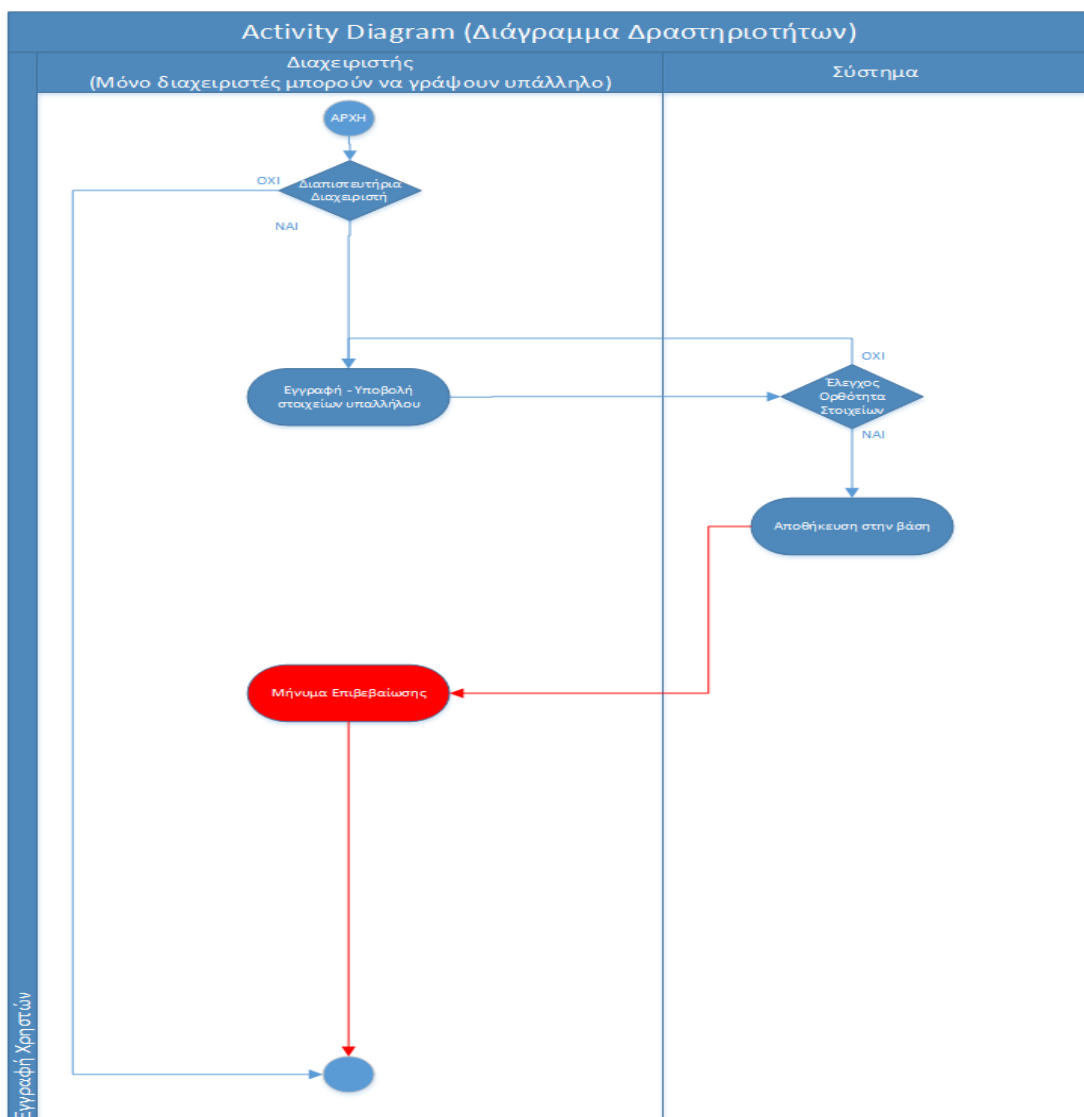 Activity Diagram (Διάγραμμα Δραστηριοτήτων)
Διαχειριστής
(Μόνο διαχειριστές μπορούν να γράψουν υπάλληλο)
Σύστημα
ΑΡΧΗ
ΟΧΙ
Διαπιστευτήρια
Διαχειριστή
ΝΑΙ
ΟΧΙ
Εγγραφή - Υποβολή
στοιχείων υπαλλήλου
Έλεγχος
Ορθότητα
Στοιχείων
ΝΑΙ
Αποθήκευση στην βάση
Μήνυμα Επιβεβαίωσης
Εγγραφή Χρηστών